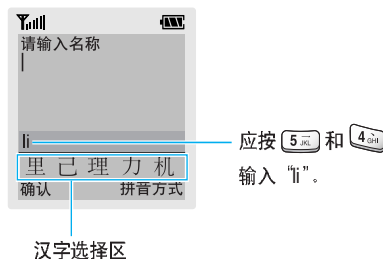 请输入名称
li
里 己 理 力 机
确认 拼音方式
应按 5 JKL 和 4 GHI
输入 “li”。
汉字选择区